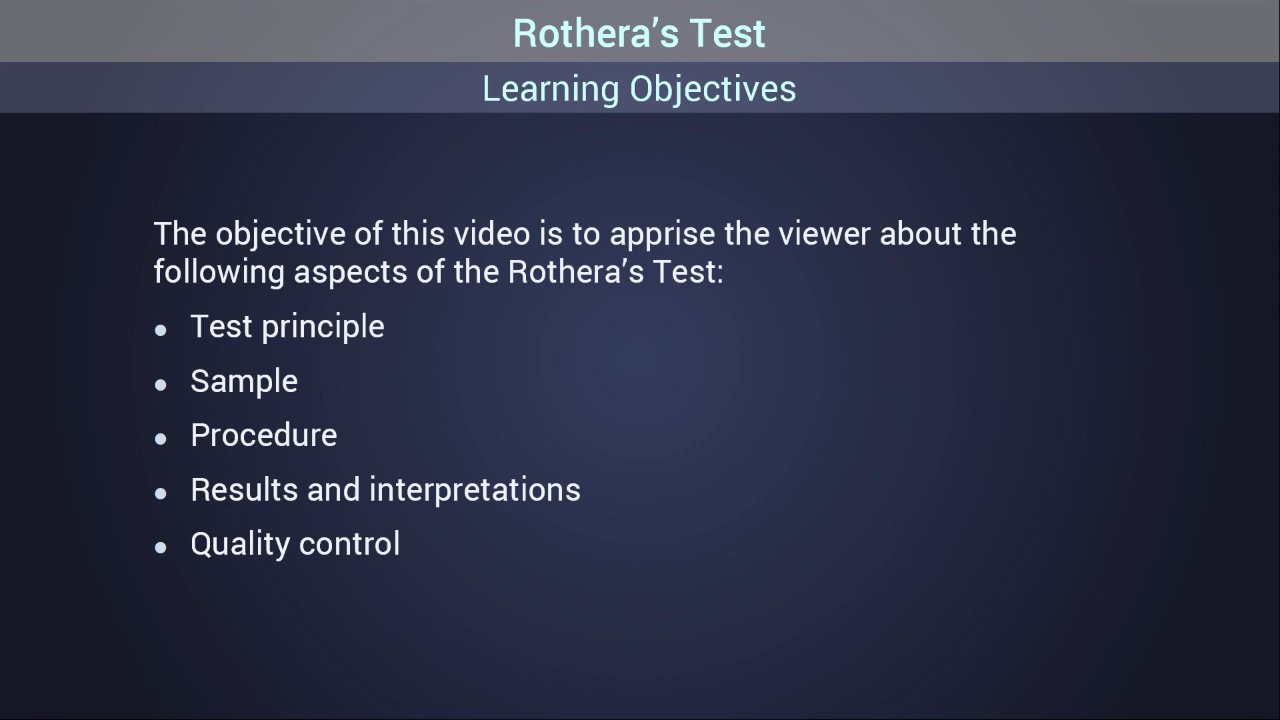 Rothera’s Test
Learning Objectives
The objective of this video is to apprise the viewer about the
following aspects of the Rothera’s Test:
● Test principle
● Sample
● Procedure
● Results and interpretations
● Quality control